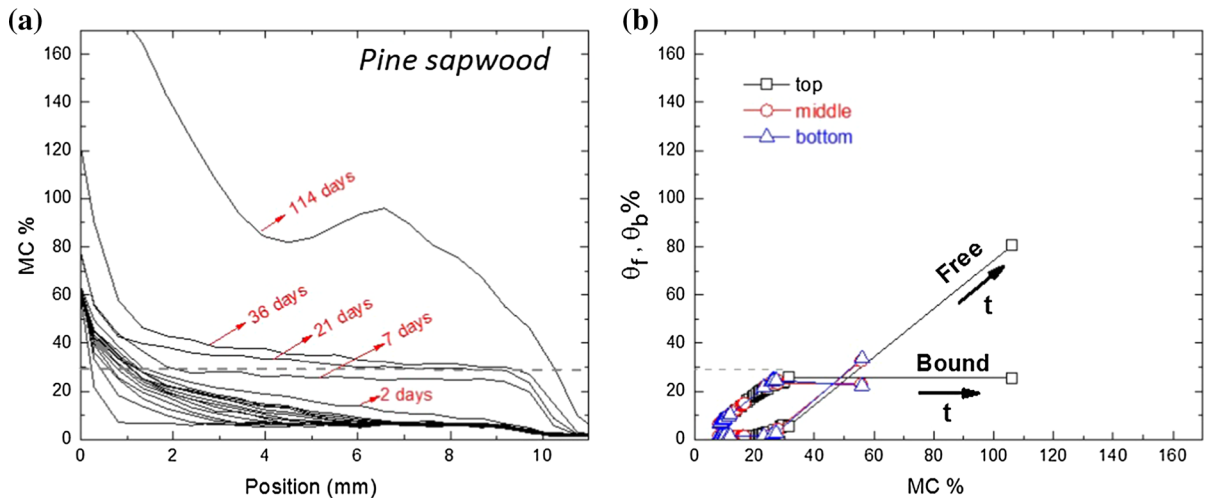 (a)
Pine sapwood
160
140
120
100
80
60
40
20
0
MC %
114 days
36 days
21 days
7 days
2 days
0 2 4 6 8 10
Position (mm)
(b)
160
140
120
100
80
60
40
20
0
θf , θb%
top
middle
bottom
Free
t
Bound
t
0 20 40 60 80 100 120 140 160
MC %